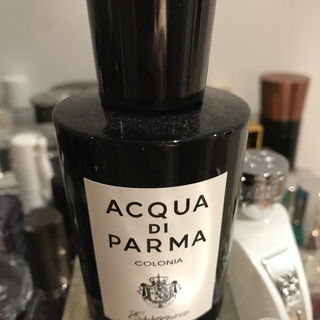 ACQUA
DI
PARMA
COLONIA
Essenza